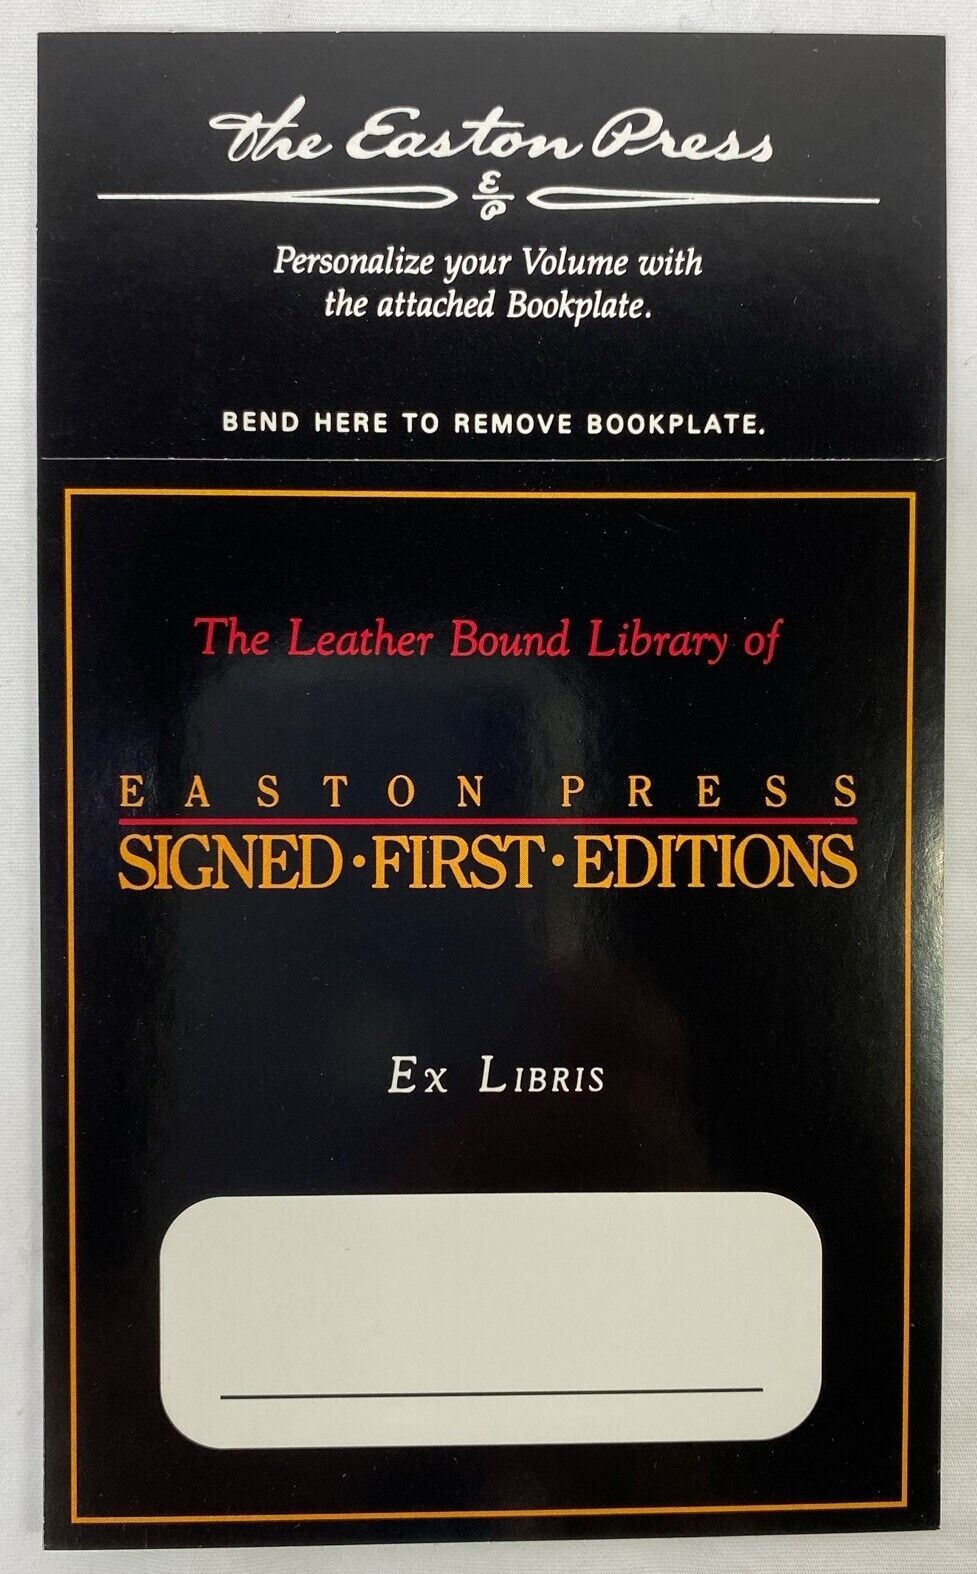 The Easton Press
E
P
Personalize your Volume with
the attached Bookplate.
BEND HERE TO REMOVE BOOKPLATE.
The Leather Bound Library of
EASTON PRESS
SIGNED·FIRST·EDITIONS
EX LIBRIS